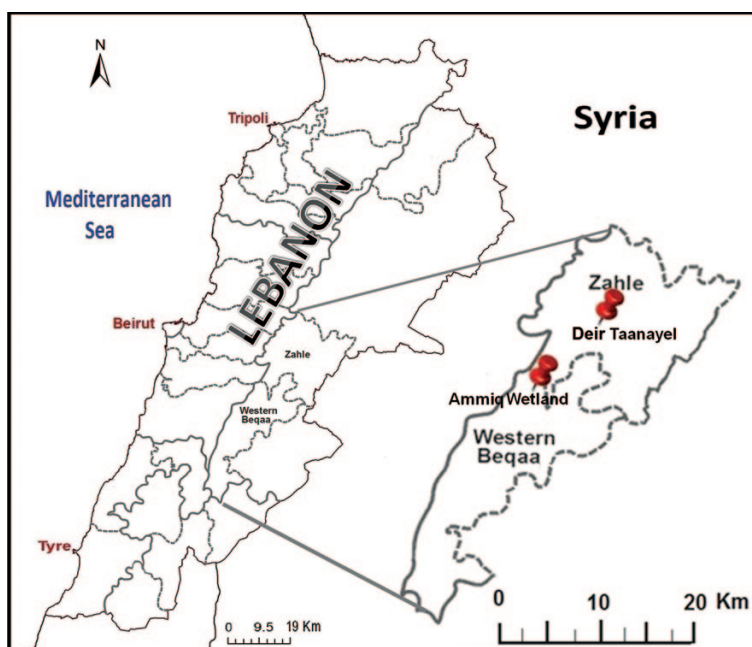 N
Tripoli
Syria
Mediterranean
Sea
LEBANON
Zahle
Deir Taanayel
Beirut
Zahle
Ammiq Wetland
Western
Beqaa
Western
Beqaa
Tyre
0 10 20 Km
0 9.5 19 Km